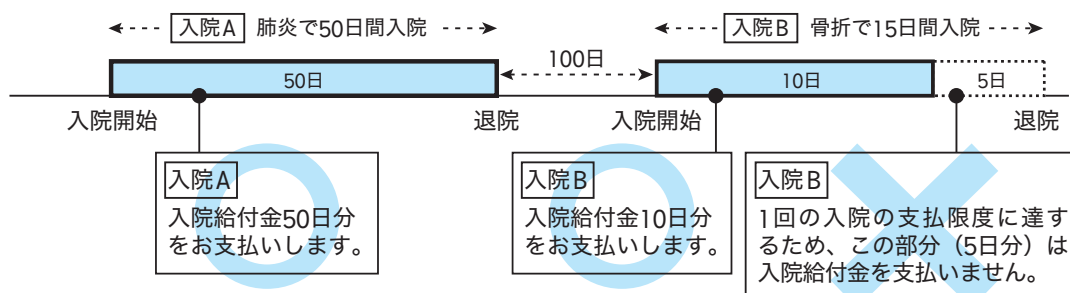 入院A 肺炎で50日間入院
入院B 骨折で15日間入院
100日
50日
10日
5日
入院開始
退院
入院開始
退院
入院A
入院給付金50日分
をお支払いします。
入院B
入院給付金10日分
をお支払いします。
入院B
1回の入院の支払限度に達す
るため、この部分（5日分）は
入院給付金を支払いません。